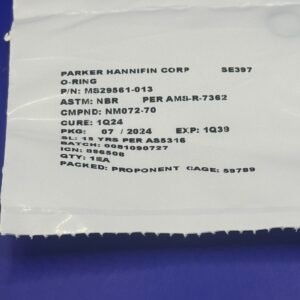 PARKER HANNIFIN CORP SE397
O-RING
P/N: MS29561-013
ASTM: NBR PER AMS-R-7362
CMPND: NM072-70
CURE: 1Q24
PKG: 07 / 2024 EXP: 1Q39
SL: 15 YRS PER AS5316
BATCH: 0081090727
ICN: 896508
QTY: 1EA
PACKED: PROPONENT CAGE: 59789